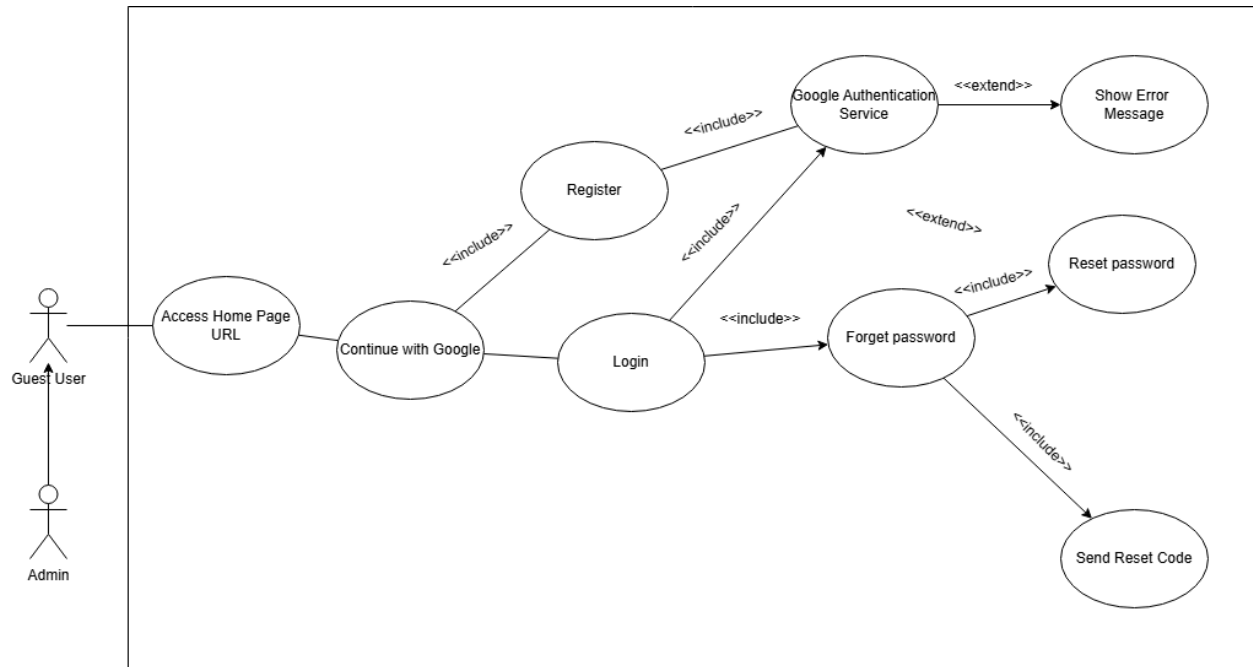 Google Authentication
Service
<<extend>>
Show Error
Message
<<include>>
Register
<<include>>
<<include>>
<<extend>>
Reset password
<<include>>
Access Home Page
URL
Continue with Google
Login
<<include>>
Forget password
Guest User
<<include>>
Send Reset Code
Admin